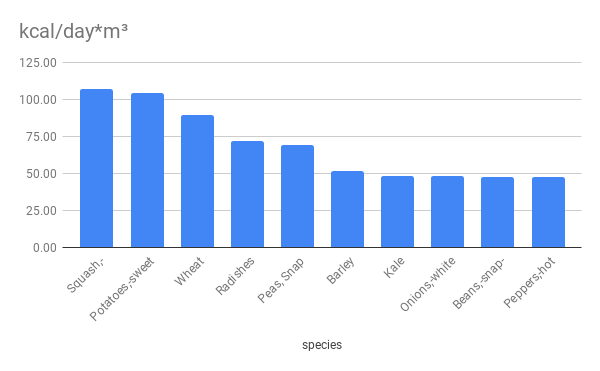 kcal/day*m³
125.00
100.00
75.00
50.00
25.00
0.00
Squash,-
Potatoes,-sweet
Wheat
Radishes
Peas, Snap
Barley
Kale
Onions,-white
Beans,-snap-
Peppers,-hot
species